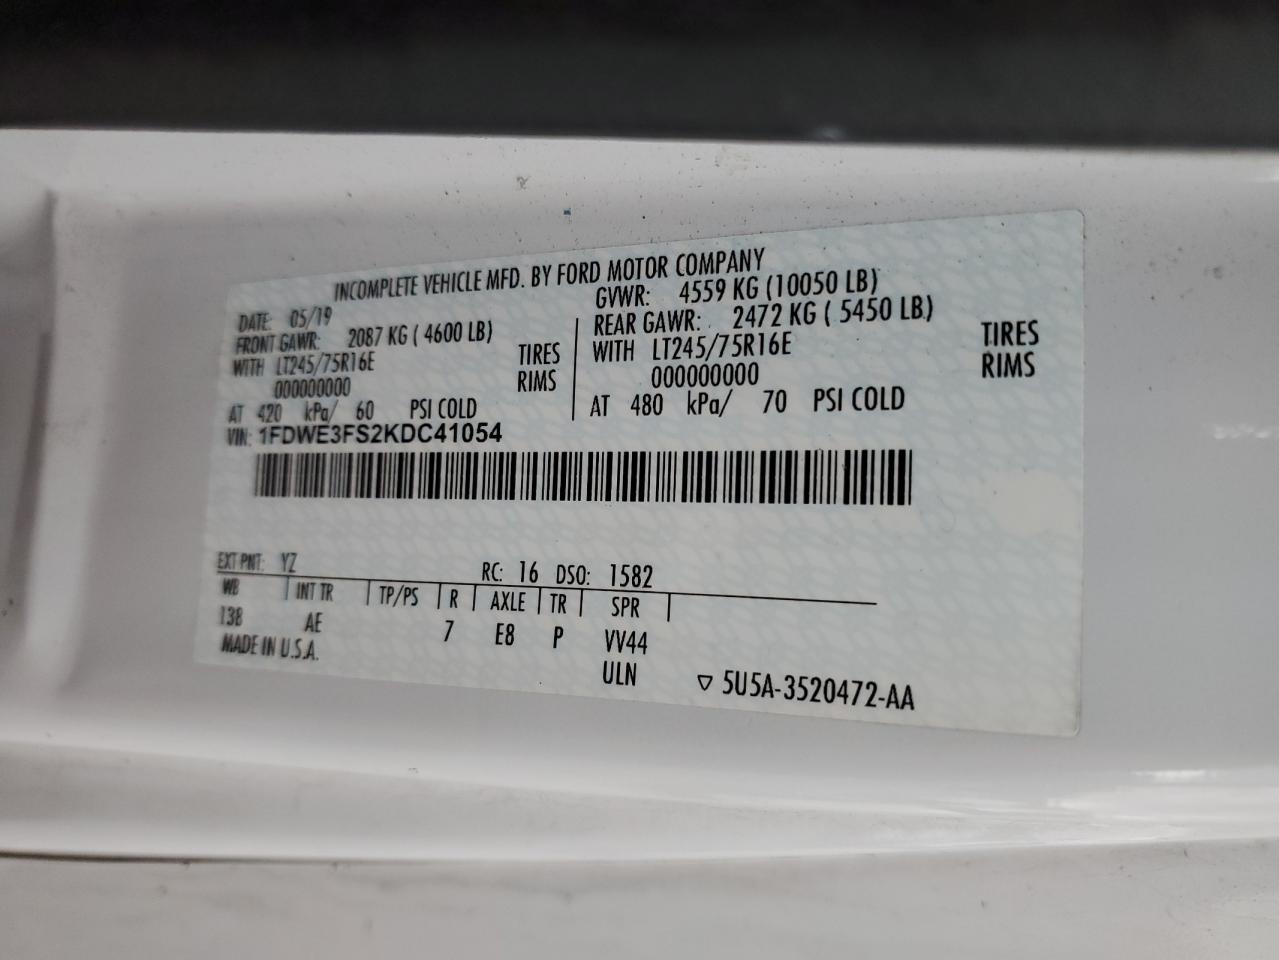 INCOMPLETE VEHICLE MFD. BY FORD MOTOR COMPANY
DATE: 05/19
GVWR: 4559 KG (10050 LB)
FRONT GAWR: 2087 KG ( 4600 LB)
REAR GAWR: 2472 KG ( 5450 LB)
WITH LT245/75R16E TIRES
WITH LT245/75R16E TIRES
000000000 RIMS
000000000 RIMS
AT 420 kPa/ 60 PSI COLD
AT 480 kPa/ 70 PSI COLD
VIN: 1FDWE3FS2KDC41054
EXT PNT: YZ RC: 16 DSO: 1582
WB | INT TR | TP/PS | R | AXLE | TR | SPR |
138 AE 7 E8 P VV44
MADE IN U.S.A. ULN
▽ 5U5A-3520472-AA